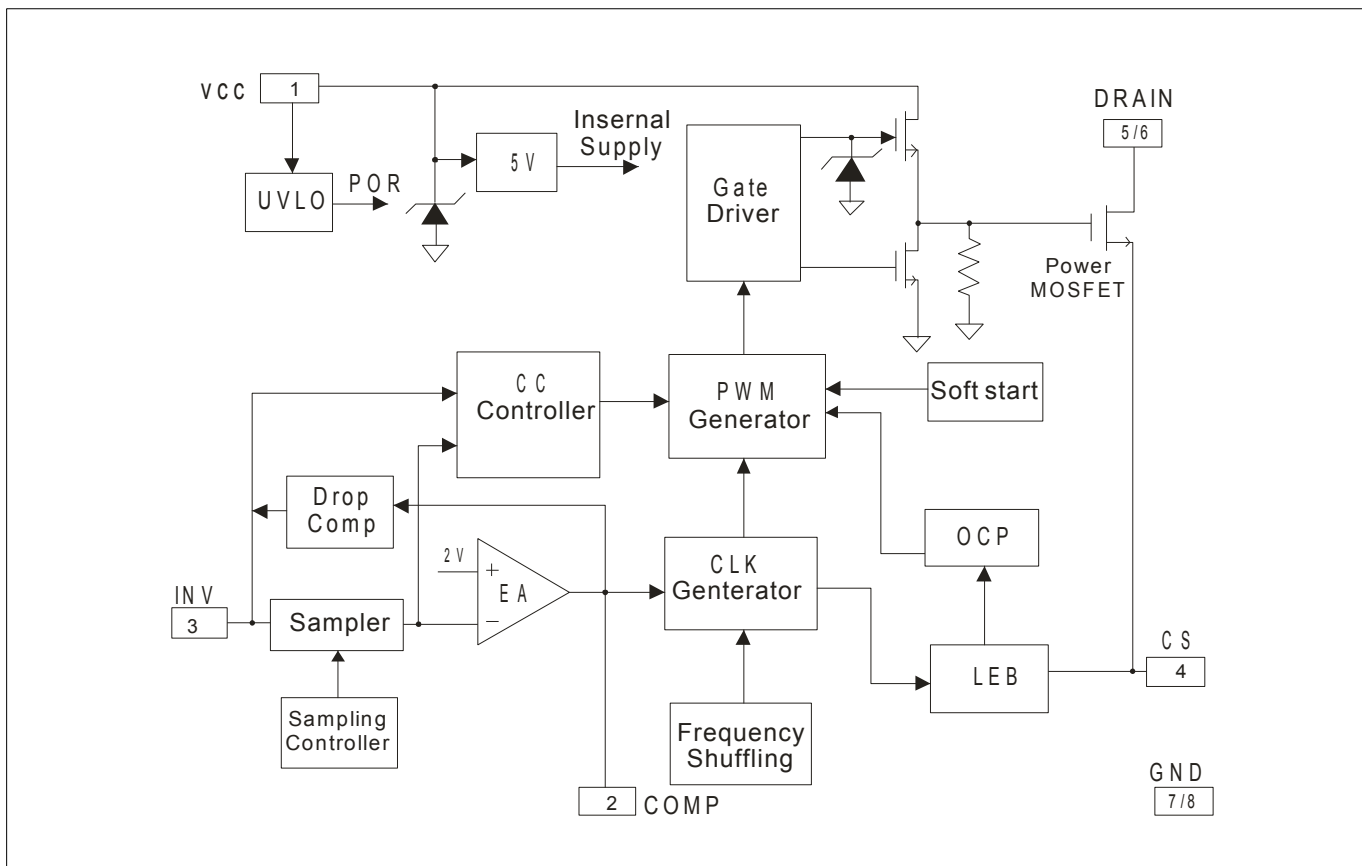 VCC
1
Insernal
Supply
5V
UVLO
POR
Gate
Driver
DRAIN
5/6
Power
MOSFET
CC
Controller
PWM
Generator
Soft start
Drop
Comp
2V
+
EA
−
CLK
Genterator
OCP
INV
3
Sampler
LEB
CS
4
Sampling
Controller
Frequency
Shuffling
2
COMP
GND
7/8